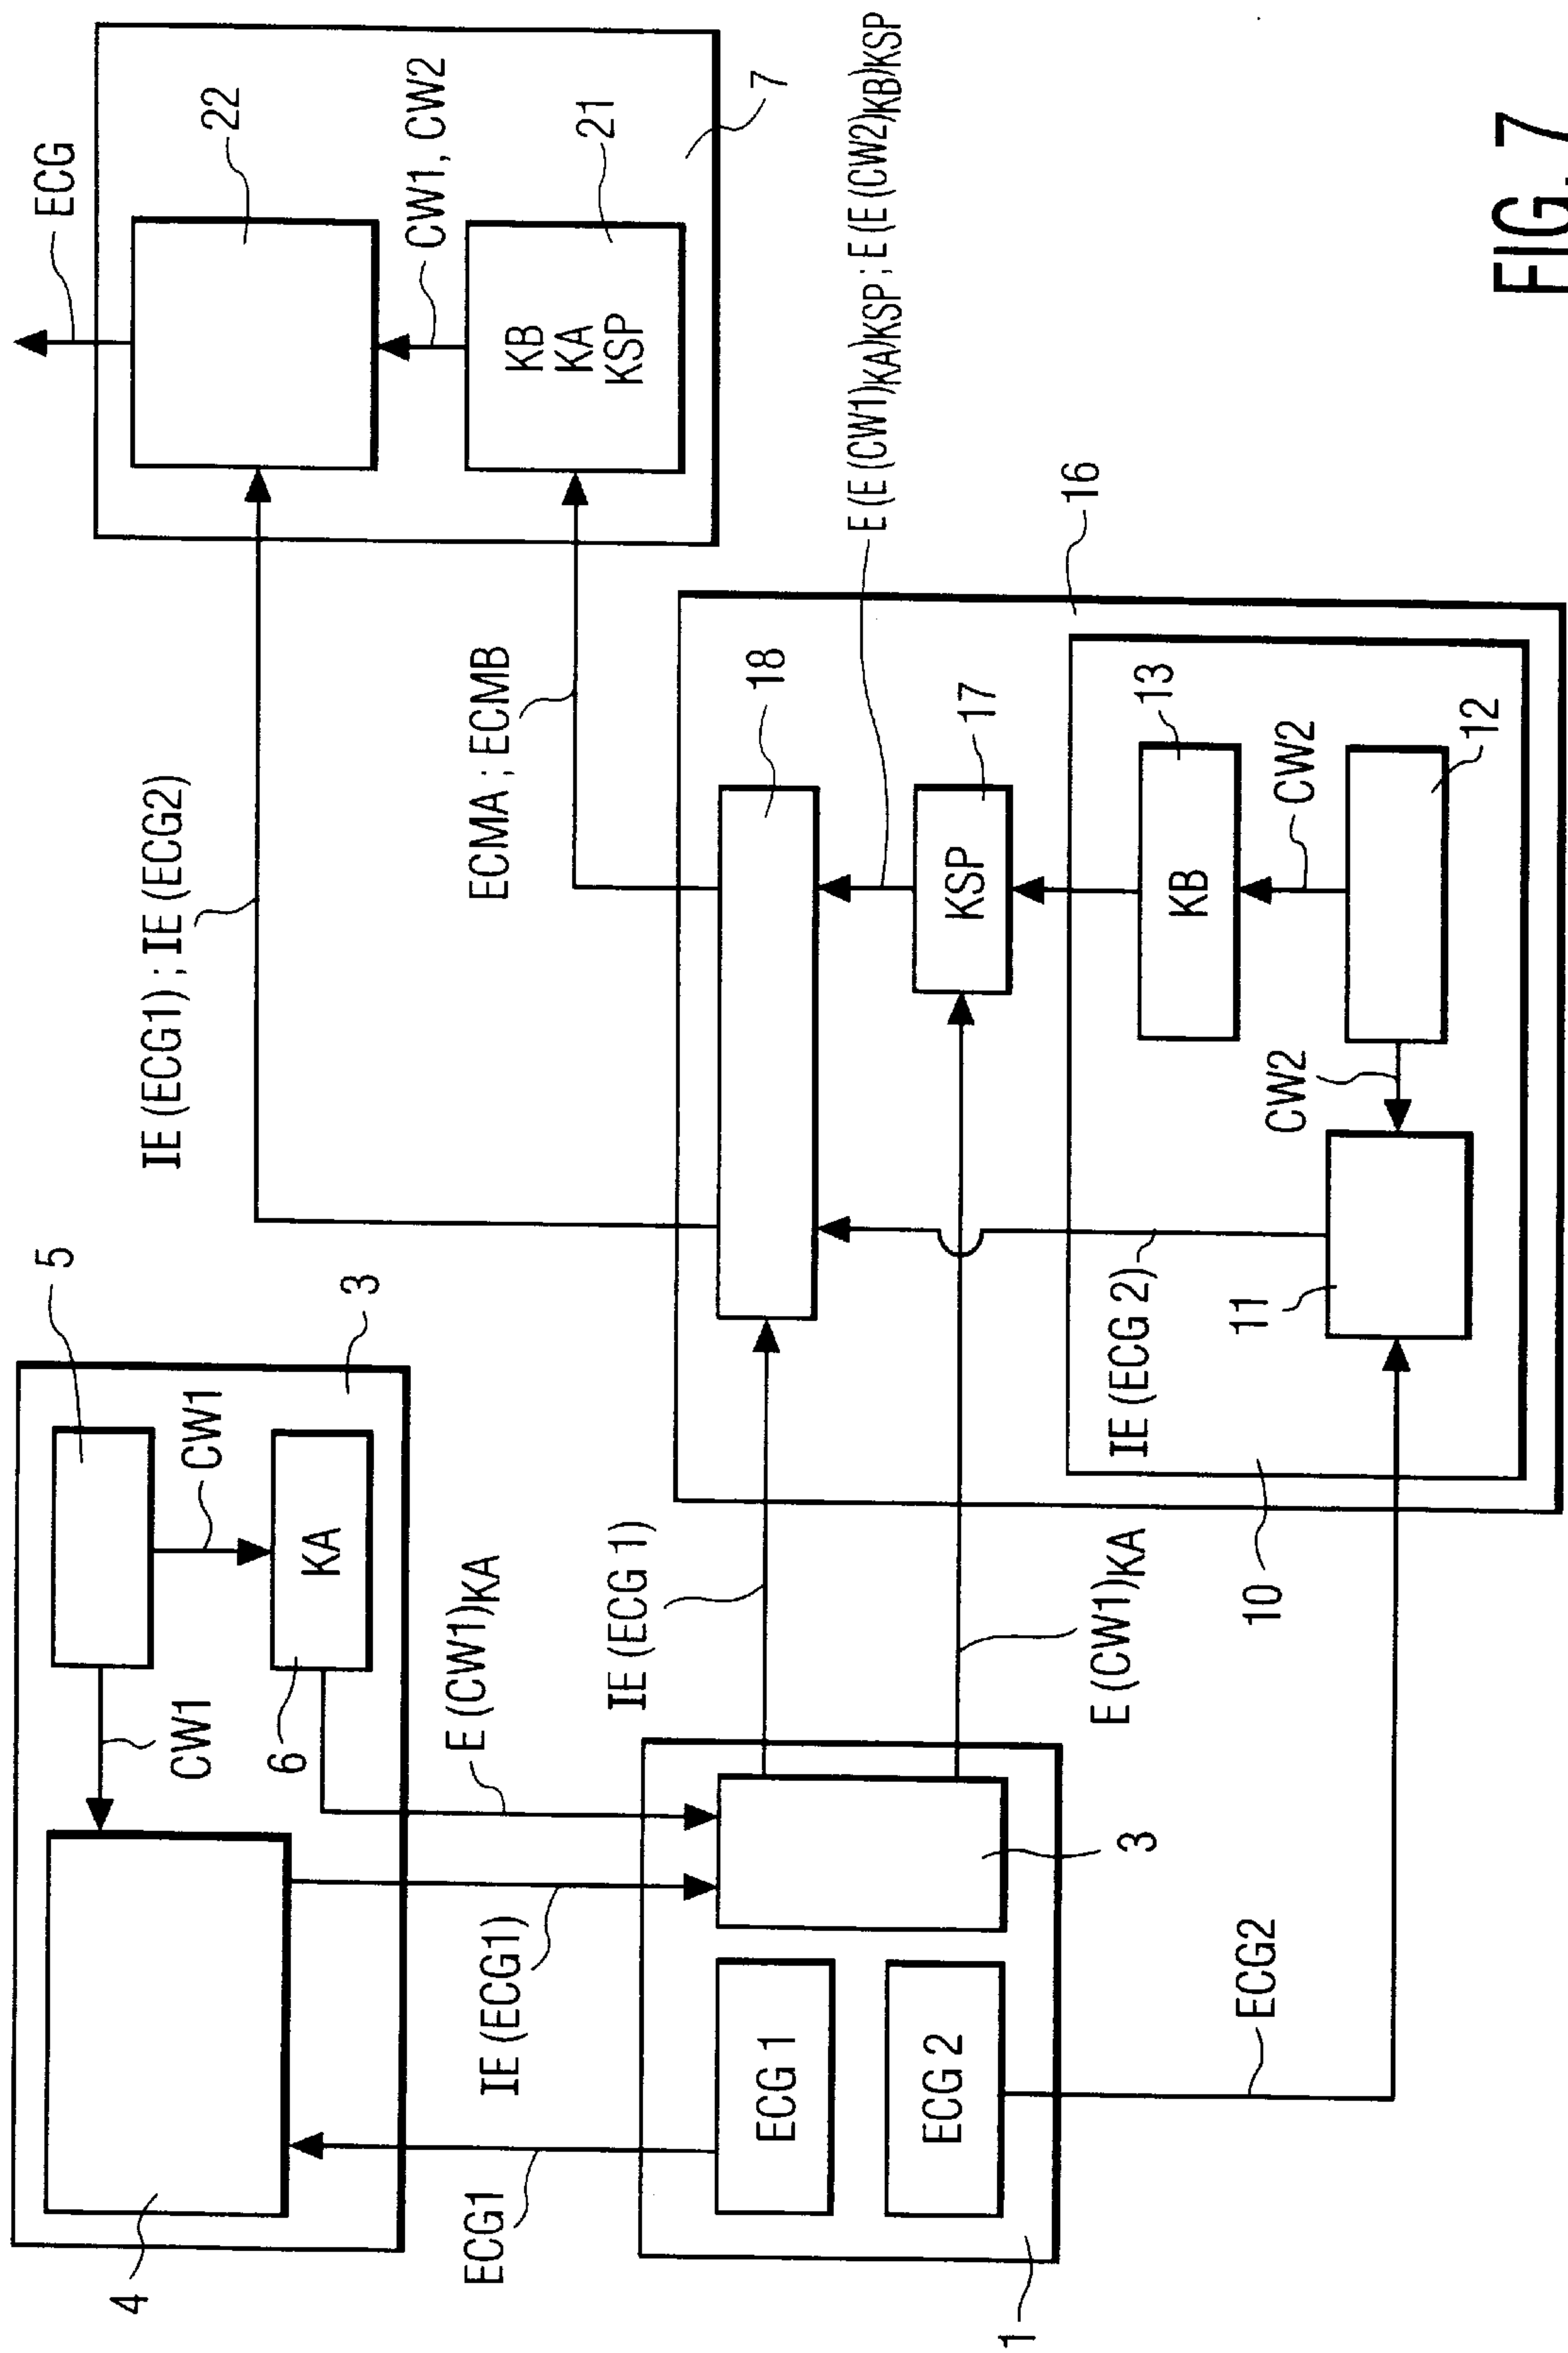 5
CW1
CW1
KA
6
3
4
ECG1
IE (ECG1)
E (CW1)KA
ECG 1
ECG 2
3
1
ECG2
IE (ECG 1)
E (CW1)KA
IE (ECG1) ; IE (ECG2)
ECMA ; ECMB
ECG
22
CW1, CW2
KB
KA
KSP
21
7
18
E (E (CW1)KA)KSP ; E (E (CW2)KB)KSP
KSP
17
16
IE (ECG 2)
KB
13
CW2
12
CW2
11
10
FIG. 7